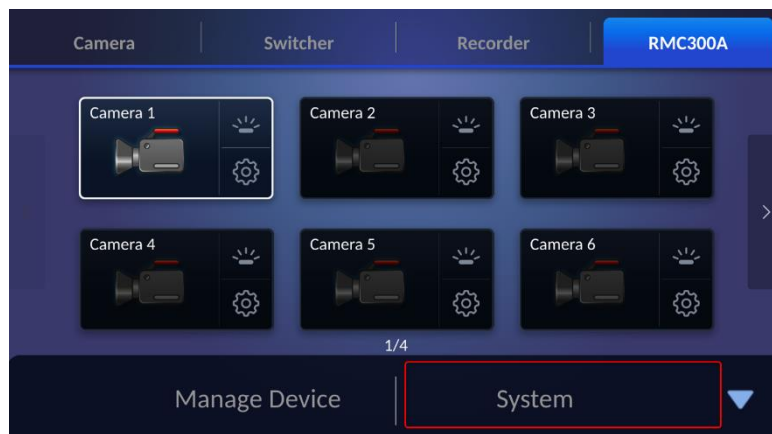 Camera
Switcher
Recorder
RMC300A
Camera 1
Camera 2
Camera 3
Camera 4
Camera 5
Camera 6
1/4
Manage Device
System